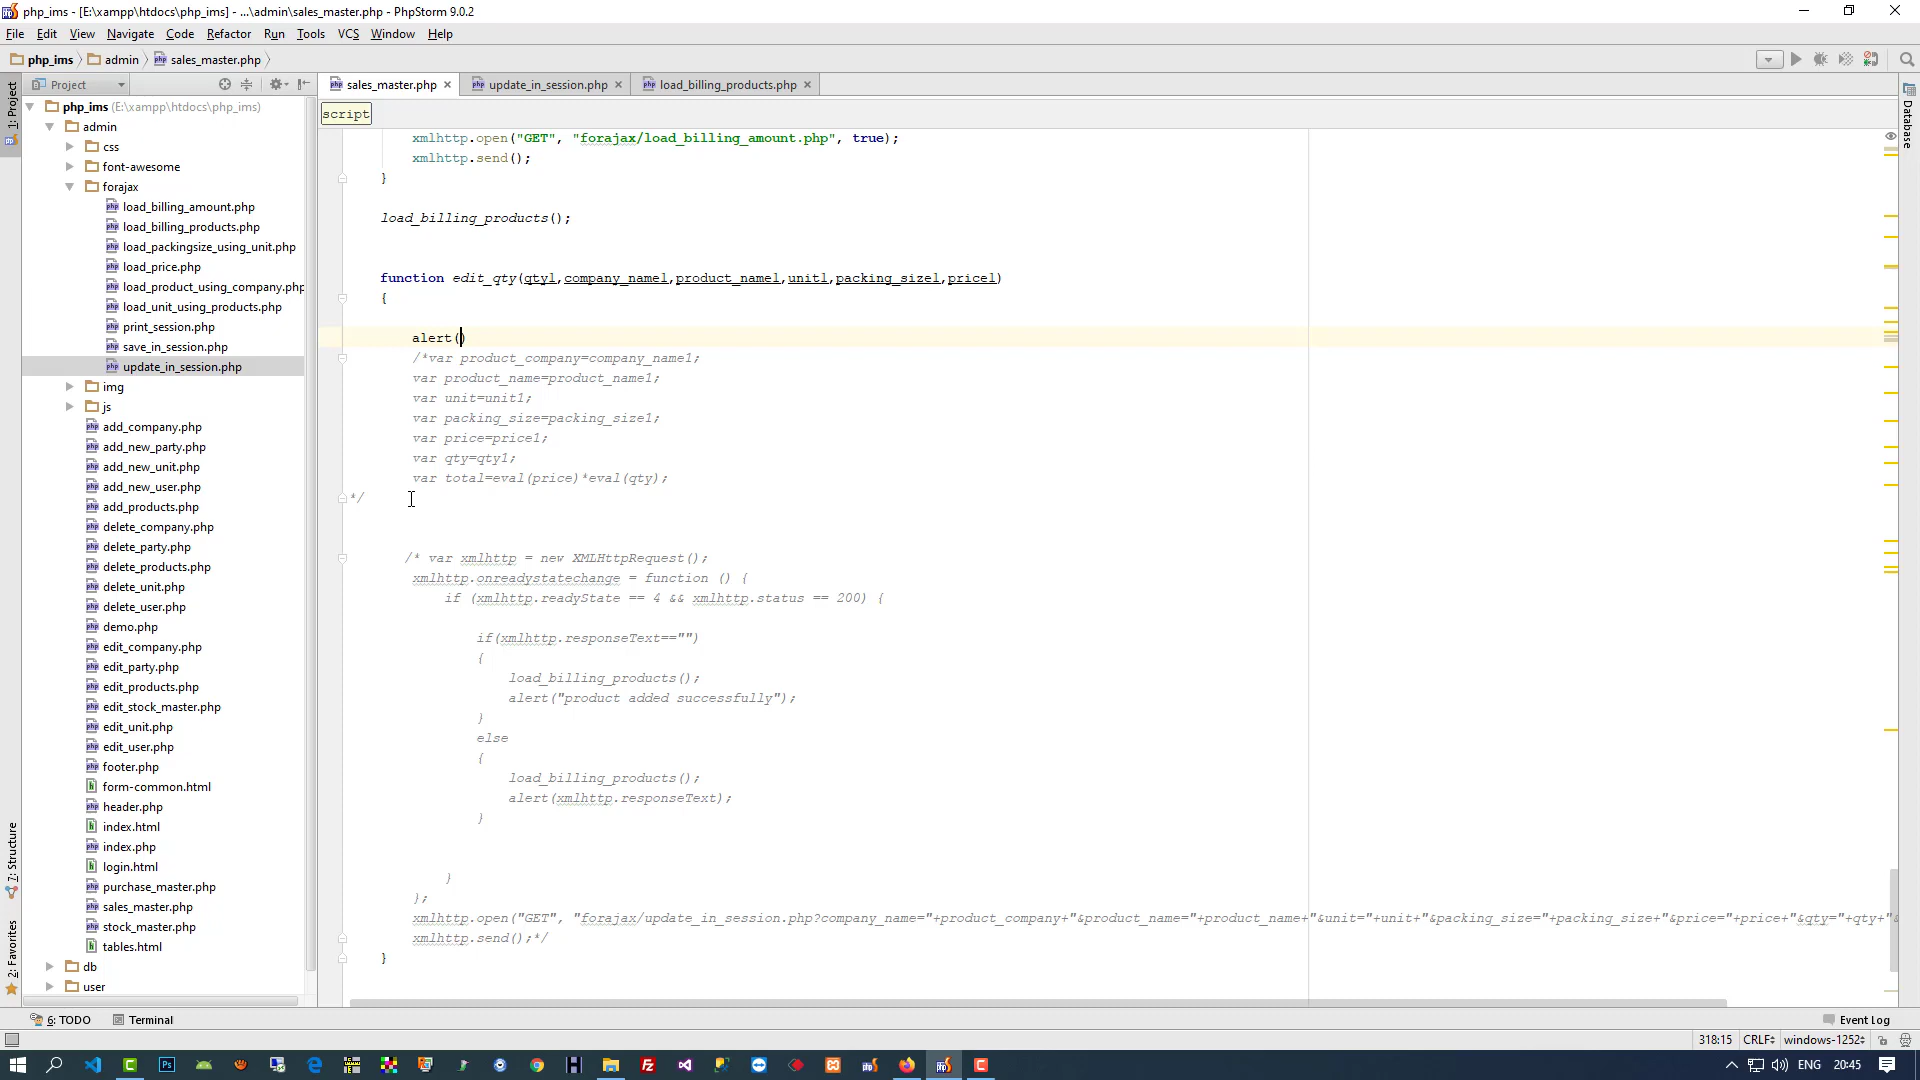 php_ims - [E:\xampp\htdocs\php_ims] - ...\admin\sales_master.php - PhpStorm 9.0.2
File Edit View Navigate Code Refactor Run Tools VCS Window Help
php_ims admin sales_master.php
Project
sales_master.php update_in_session.php load_billing_products.php
1: Project
Database
php_ims (E:\xampp\htdocs\php_ims)
admin
css
font-awesome
forajax
load_billing_amount.php
load_billing_products.php
load_packingsize_using_unit.php
load_price.php
load_product_using_company.php
load_unit_using_products.php
print_session.php
save_in_session.php
update_in_session.php
img
js
add_company.php
add_new_party.php
add_new_unit.php
add_new_user.php
add_products.php
delete_company.php
delete_party.php
delete_products.php
delete_unit.php
delete_user.php
demo.php
edit_company.php
edit_party.php
edit_products.php
edit_stock_master.php
edit_unit.php
edit_user.php
footer.php
form-common.html
header.php
index.html
index.php
login.html
purchase_master.php
sales_master.php
stock_master.php
tables.html
db
user
7: Structure
2: Favorites
script
xmlhttp.open("GET", "forajax/load_billing_amount.php", true);
xmlhttp.send();
}
load_billing_products();
function edit_qty(qty1,company_name1,product_name1,unit1,packing_size1,price1)
{
alert()
/*var product_company=company_name1;
var product_name=product_name1;
var unit=unit1;
var packing_size=packing_size1;
var price=price1;
var qty=qty1;
var total=eval(price)*eval(qty);
*/
/* var xmlhttp = new XMLHttpRequest();
xmlhttp.onreadystatechange = function () {
if (xmlhttp.readyState == 4 && xmlhttp.status == 200) {
if(xmlhttp.responseText=="")
{
load_billing_products();
alert("product added successfully");
}
else
{
load_billing_products();
alert(xmlhttp.responseText);
}
}
};
xmlhttp.open("GET", "forajax/update_in_session.php?company_name="+product_company+"&product_name="+product_name+"&unit="+unit+"&packing_size="+packing_size+"&price="+price+"&qty="+qty+"&
xmlhttp.send();*/
}
6: TODO Terminal Event Log
318:15 CRLF windows-1252
ENG 20:45